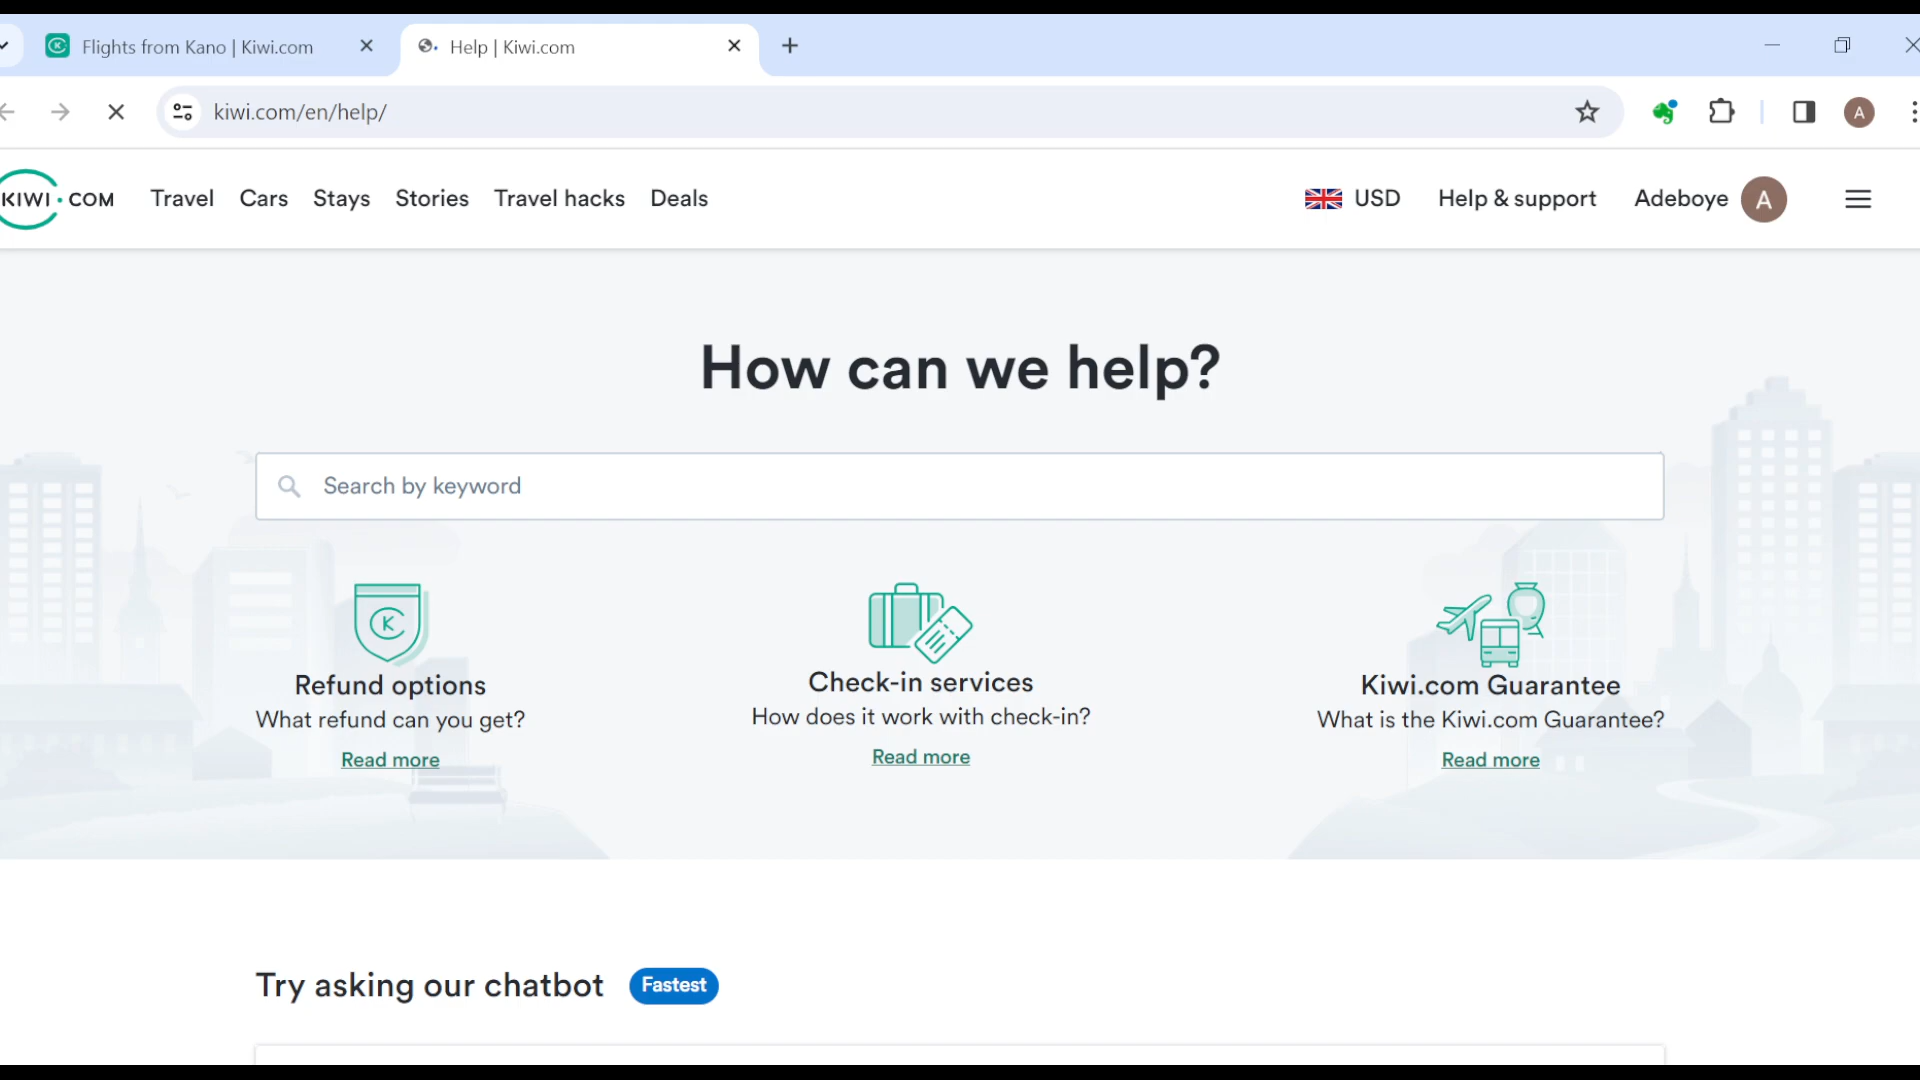 Flights from Kano | Kiwi.com
Help | Kiwi.com
kiwi.com/en/help/
A
KIWI.COM
Travel
Cars
Stays
Stories
Travel hacks
Deals
USD
Help & support
Adeboye
A
How can we help?
Search by keyword
K
Refund options
What refund can you get?
Read more
Check-in services
How does it work with check-in?
Read more
Kiwi.com Guarantee
What is the Kiwi.com Guarantee?
Read more
Try asking our chatbot
Fastest